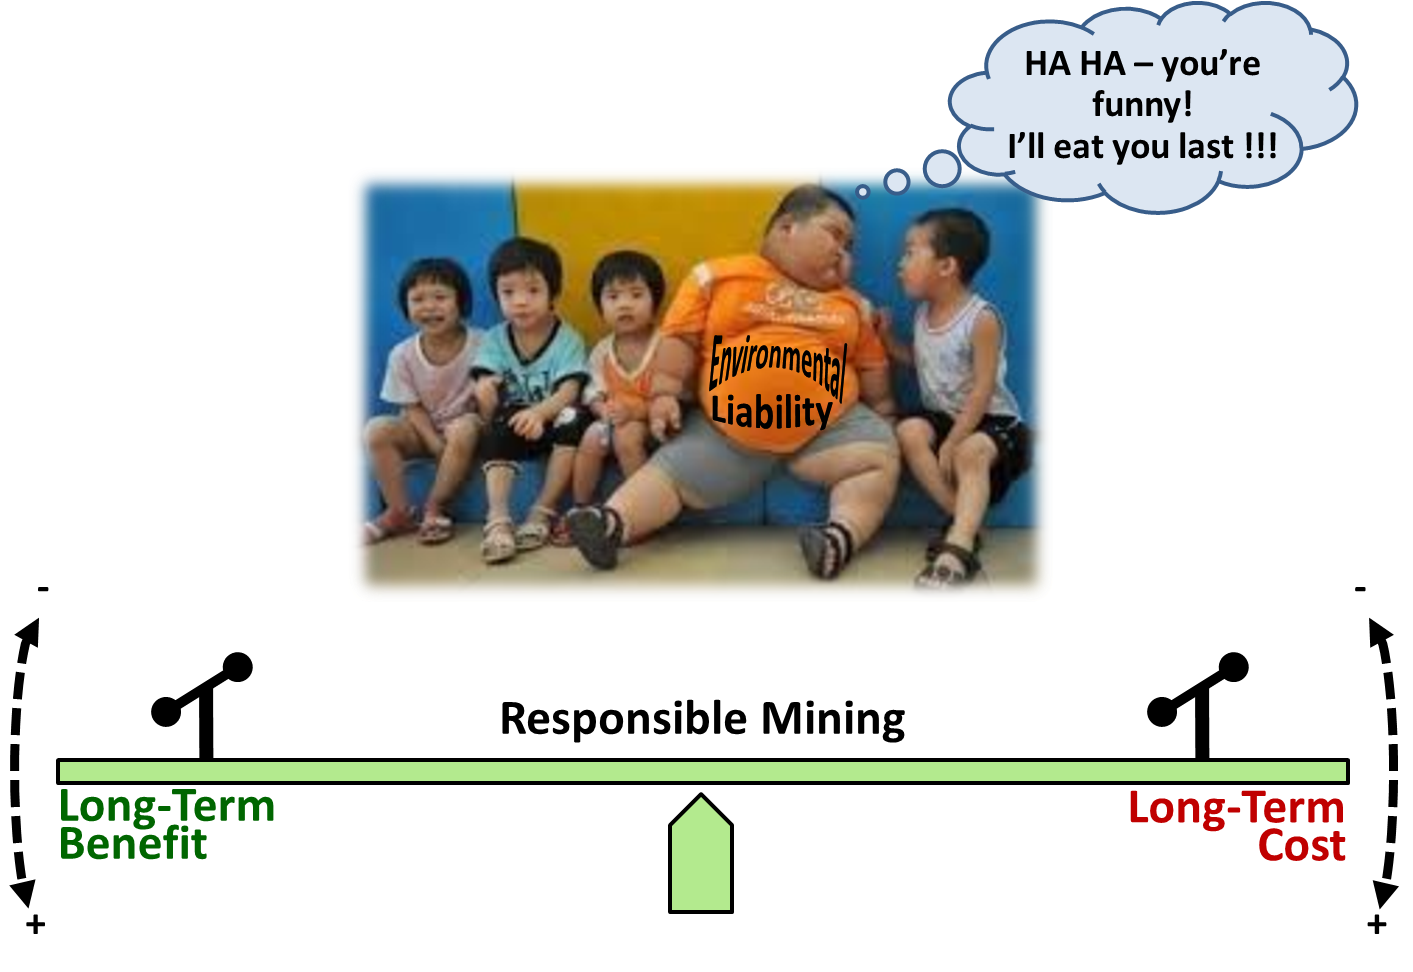 HA HA – you're
funny!
I'll eat you last !!!
Environmental
Liability
-
-
Responsible Mining
Long-Term
Benefit
Long-Term
Cost
+
+